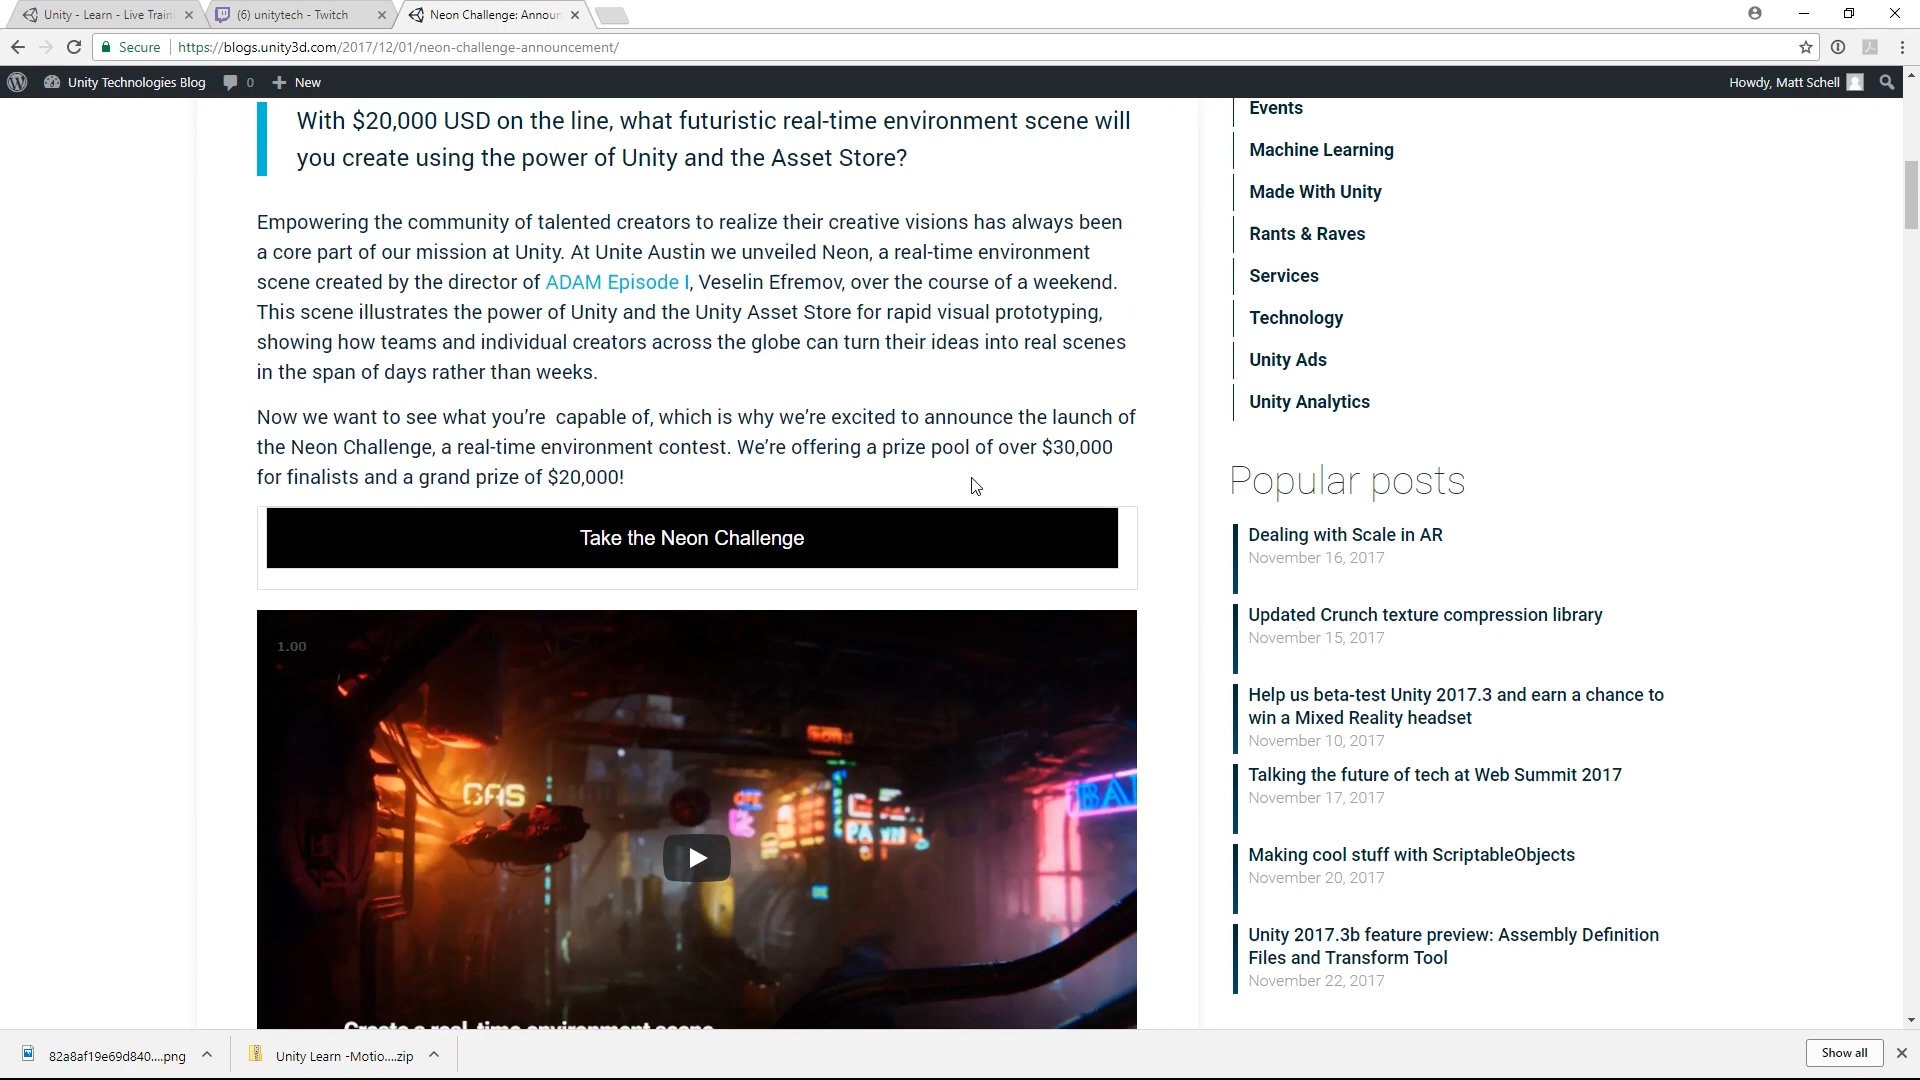 Unity - Learn - Live Train
(6) unitytech - Twitch
Neon Challenge: Announ
Secure
https://blogs.unity3d.com/2017/12/01/neon-challenge-announcement/
Unity Technologies Blog
0
New
Howdy, Matt Schell
With $20,000 USD on the line, what futuristic real-time environment scene will
you create using the power of Unity and the Asset Store?
Empowering the community of talented creators to realize their creative visions has always been
a core part of our mission at Unity. At Unite Austin we unveiled Neon, a real-time environment
scene created by the director of ADAM Episode I, Veselin Efremov, over the course of a weekend.
This scene illustrates the power of Unity and the Unity Asset Store for rapid visual prototyping,
showing how teams and individual creators across the globe can turn their ideas into real scenes
in the span of days rather than weeks.
Now we want to see what you're  capable of, which is why we're excited to announce the launch of
the Neon Challenge, a real-time environment contest. We're offering a prize pool of over $30,000
for finalists and a grand prize of $20,000!
Take the Neon Challenge
1.00
GAS
PAWN
BAR
Create a real-time environment scene
Events
Machine Learning
Made With Unity
Rants & Raves
Services
Technology
Unity Ads
Unity Analytics
Popular posts
Dealing with Scale in AR
November 16, 2017
Updated Crunch texture compression library
November 15, 2017
Help us beta-test Unity 2017.3 and earn a chance to
win a Mixed Reality headset
November 10, 2017
Talking the future of tech at Web Summit 2017
November 17, 2017
Making cool stuff with ScriptableObjects
November 20, 2017
Unity 2017.3b feature preview: Assembly Definition
Files and Transform Tool
November 22, 2017
82a8af19e69d840....png
Unity Learn -Motio....zip
Show all